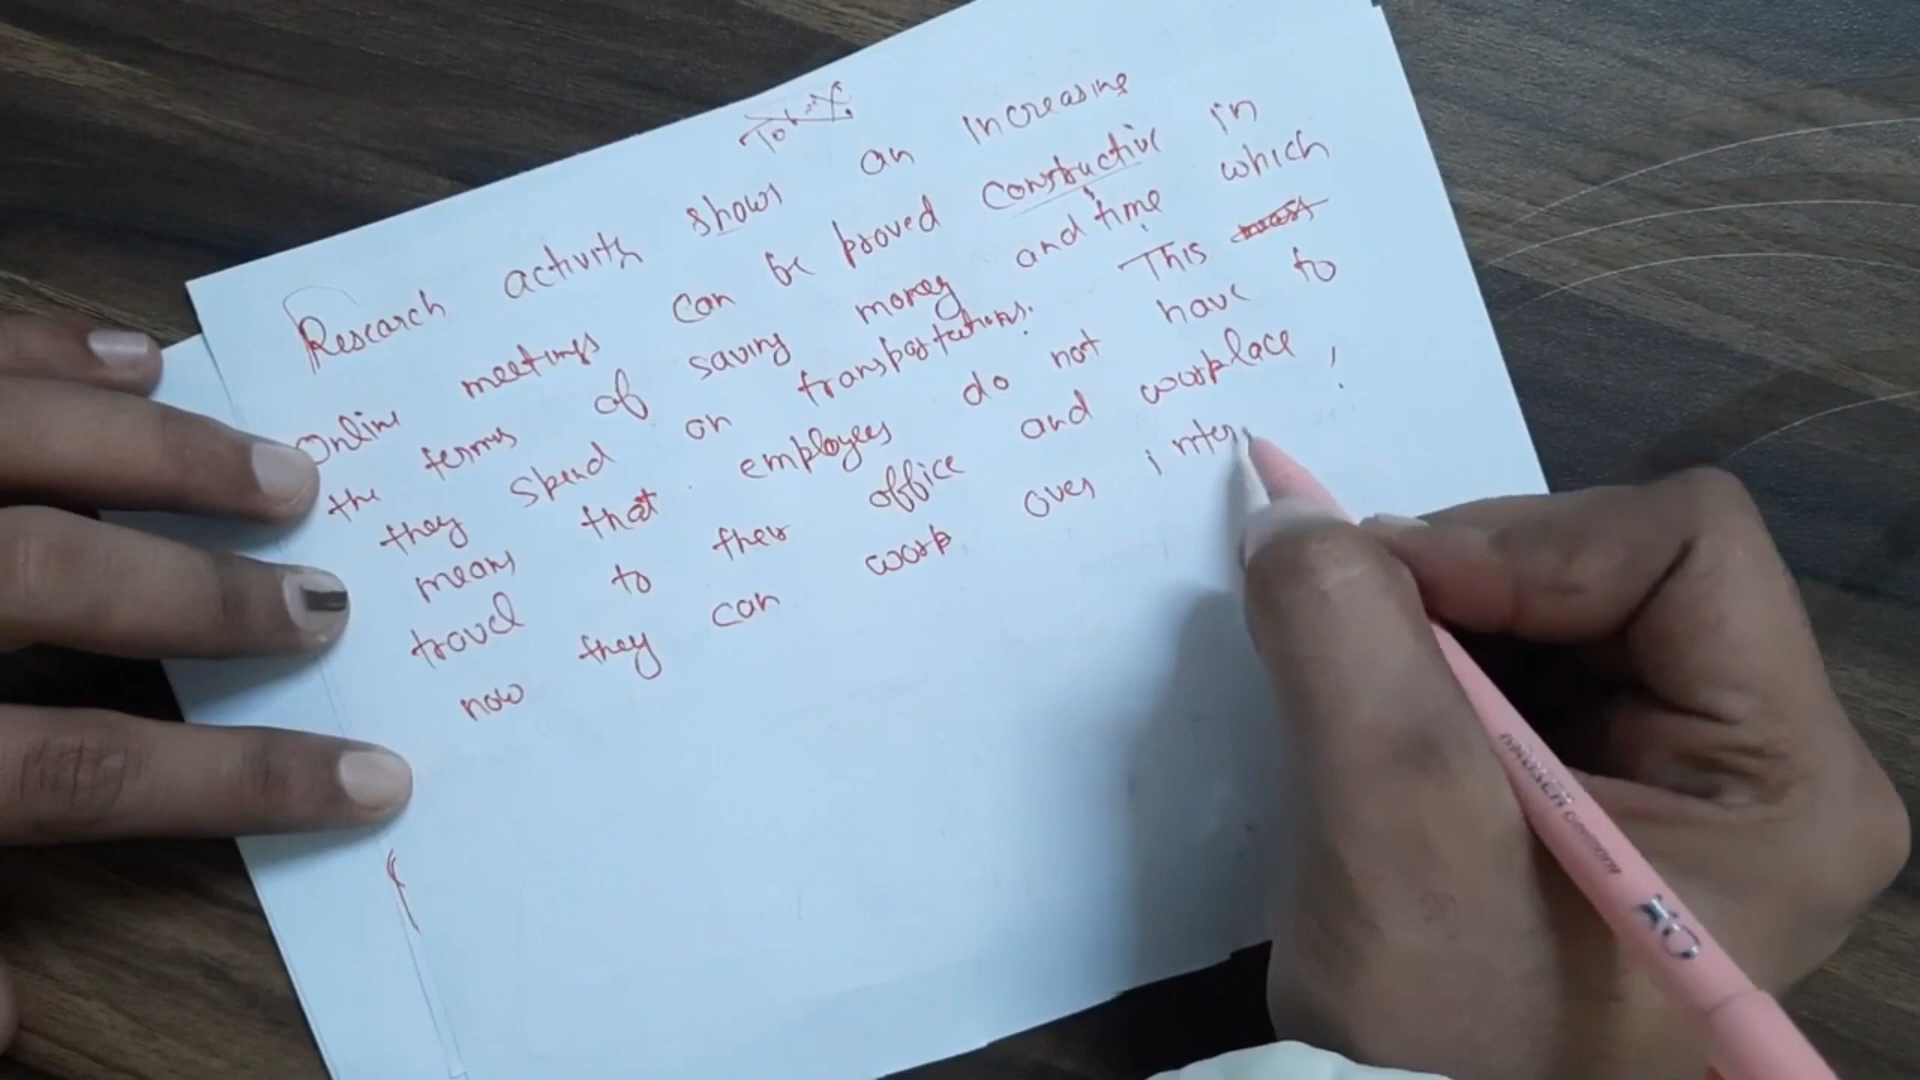 Research activity shows an increasing
Online meetings can be proved constructive in
the terms of saving money and time which
they spend on transportations. This
means that employees do not have to
travel to their office and workplace,
now they can work over inter